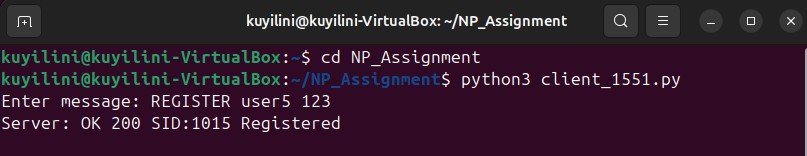 kuyilini@kuyilini-VirtualBox: ~/NP_Assignment
kuyilini@kuyilini-VirtualBox:~$ cd NP_Assignment
kuyilini@kuyilini-VirtualBox:~/NP_Assignment$ python3 client_1551.py
Enter message: REGISTER user5 123
Server: OK 200 SID:1015 Registered